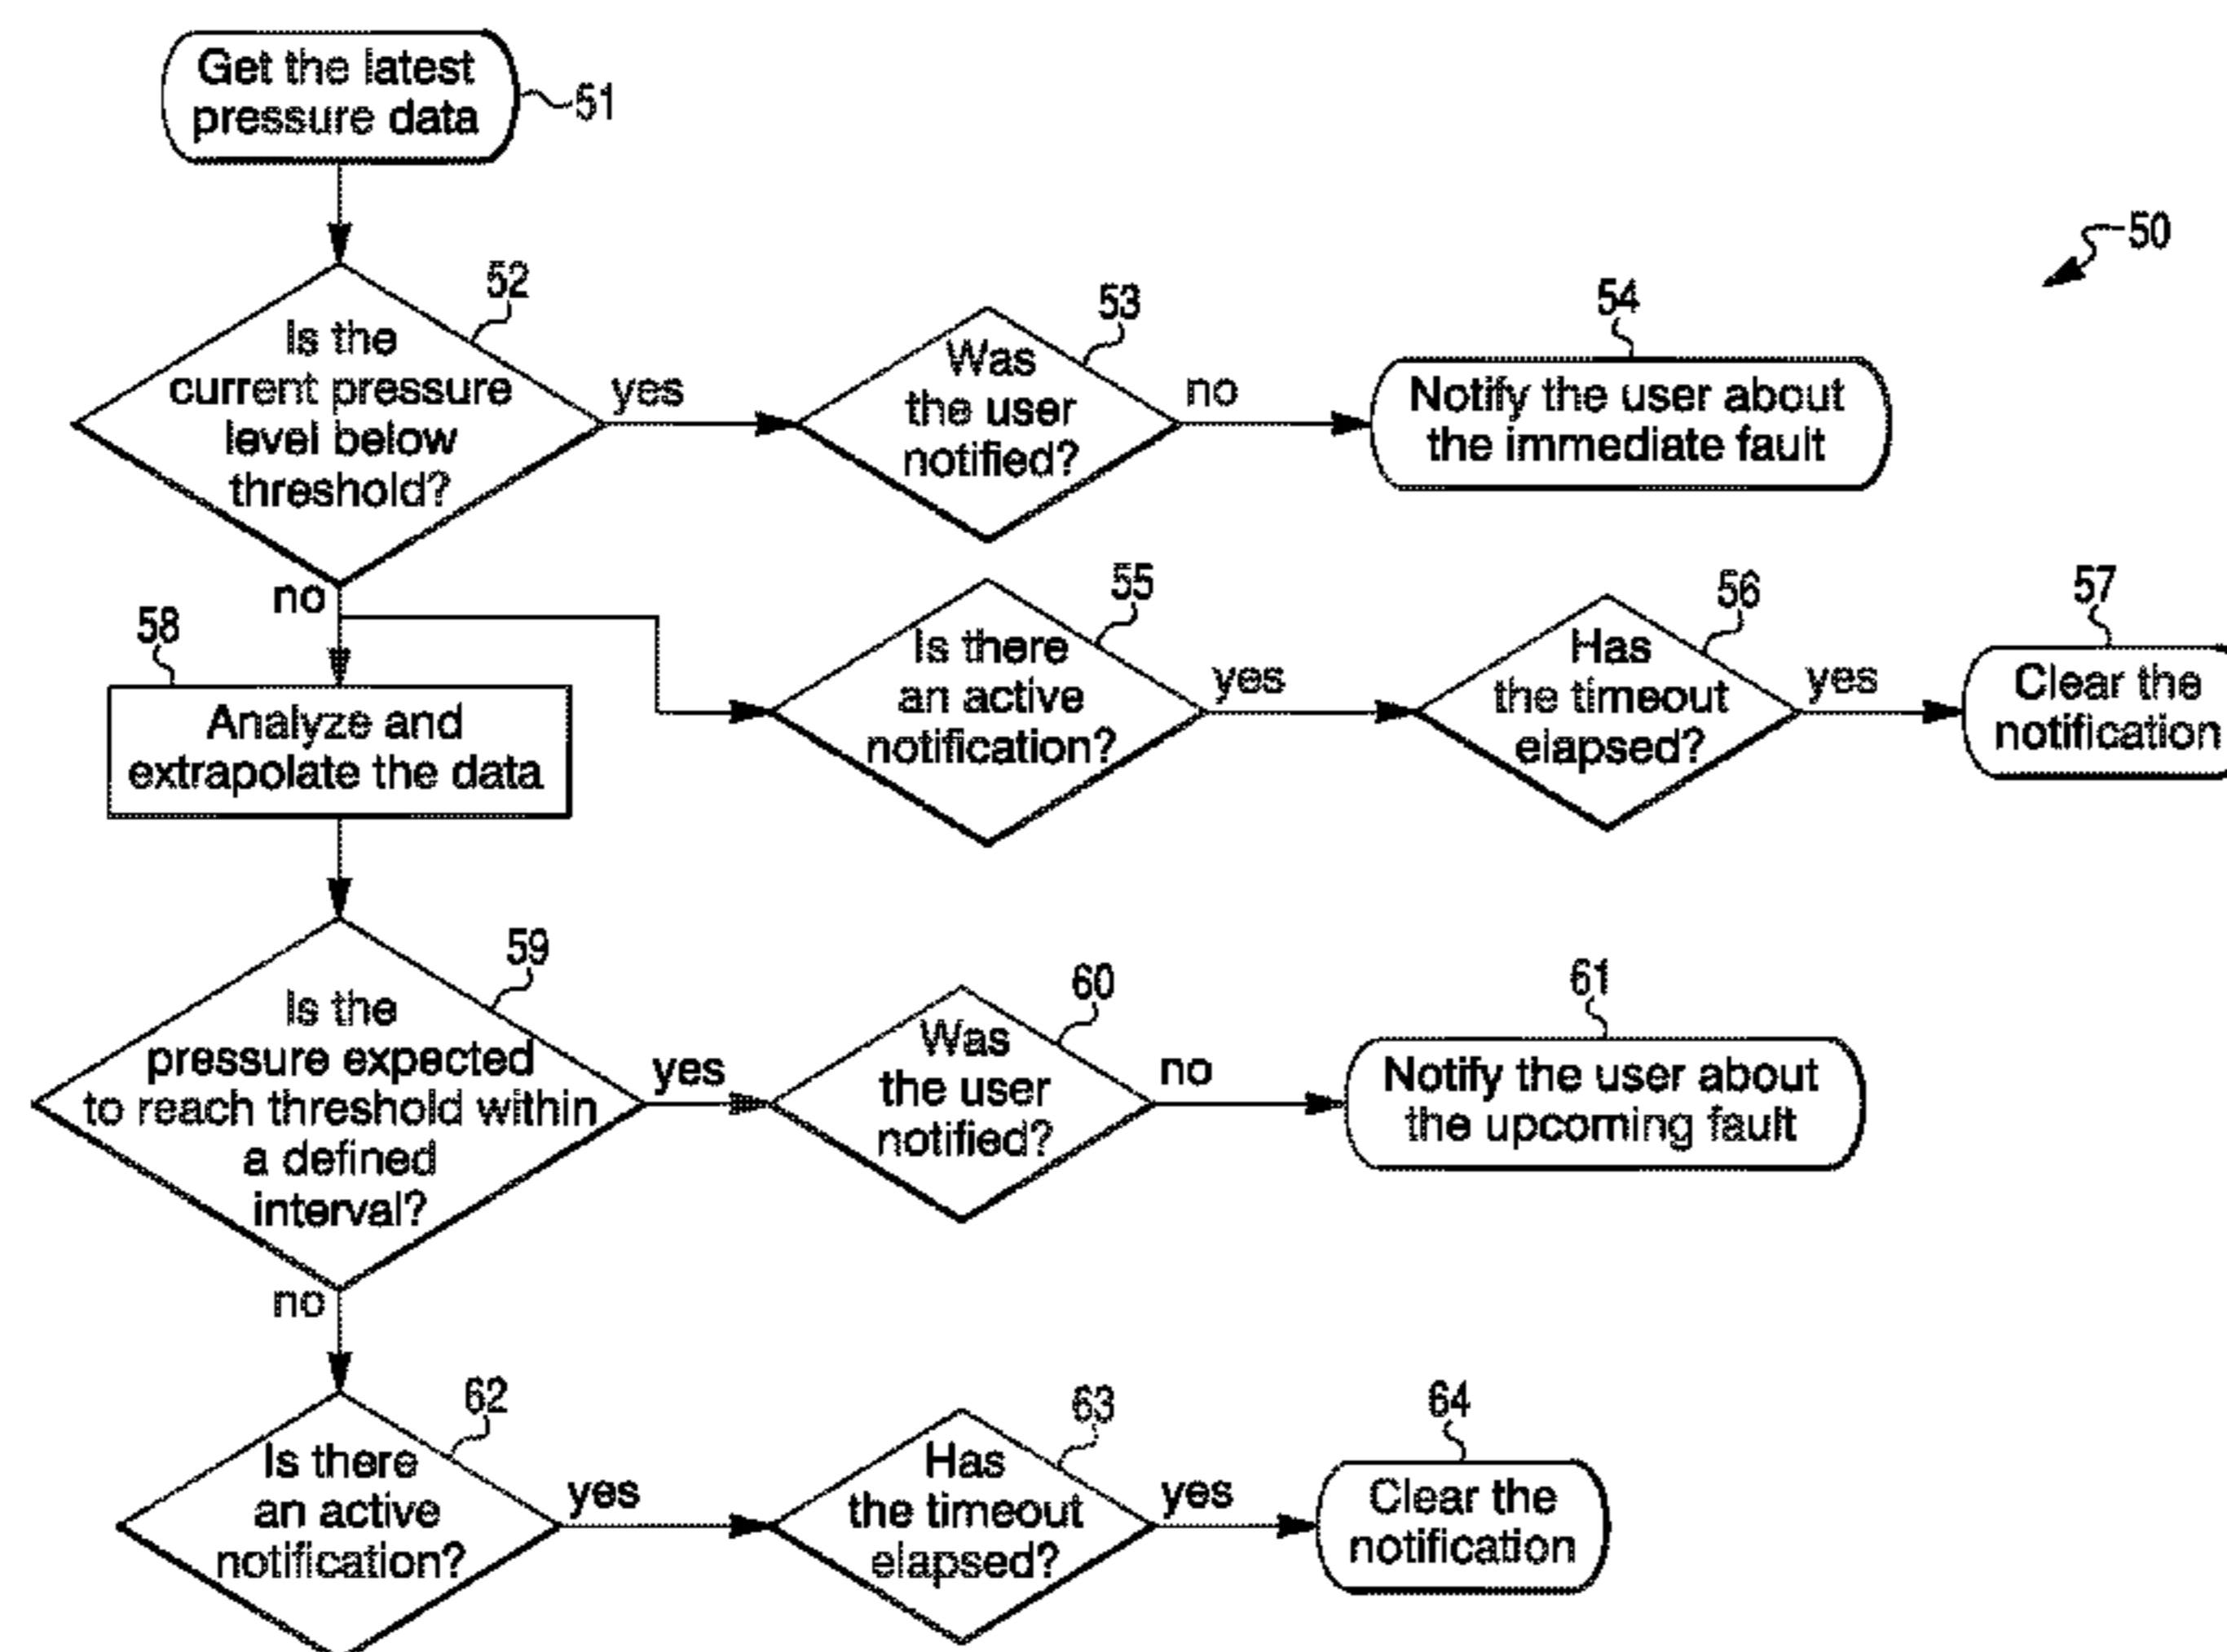 Get the latest
pressure data
51
50
52
Is the
current pressure
level below
threshold?
yes
no
53
Was
the user
notified?
no
54
Notify the user about
the immediate fault
55
Is there
an active
notification?
yes
56
Has
the timeout
elapsed?
yes
57
Clear the
notification
58
Analyze and
extrapolate the data
59
Is the
pressure expected
to reach threshold within
a defined
interval?
yes
no
60
Was
the user
notified?
no
61
Notify the user about
the upcoming fault
62
Is there
an active
notification?
yes
63
Has
the timeout
elapsed?
yes
64
Clear the
notification